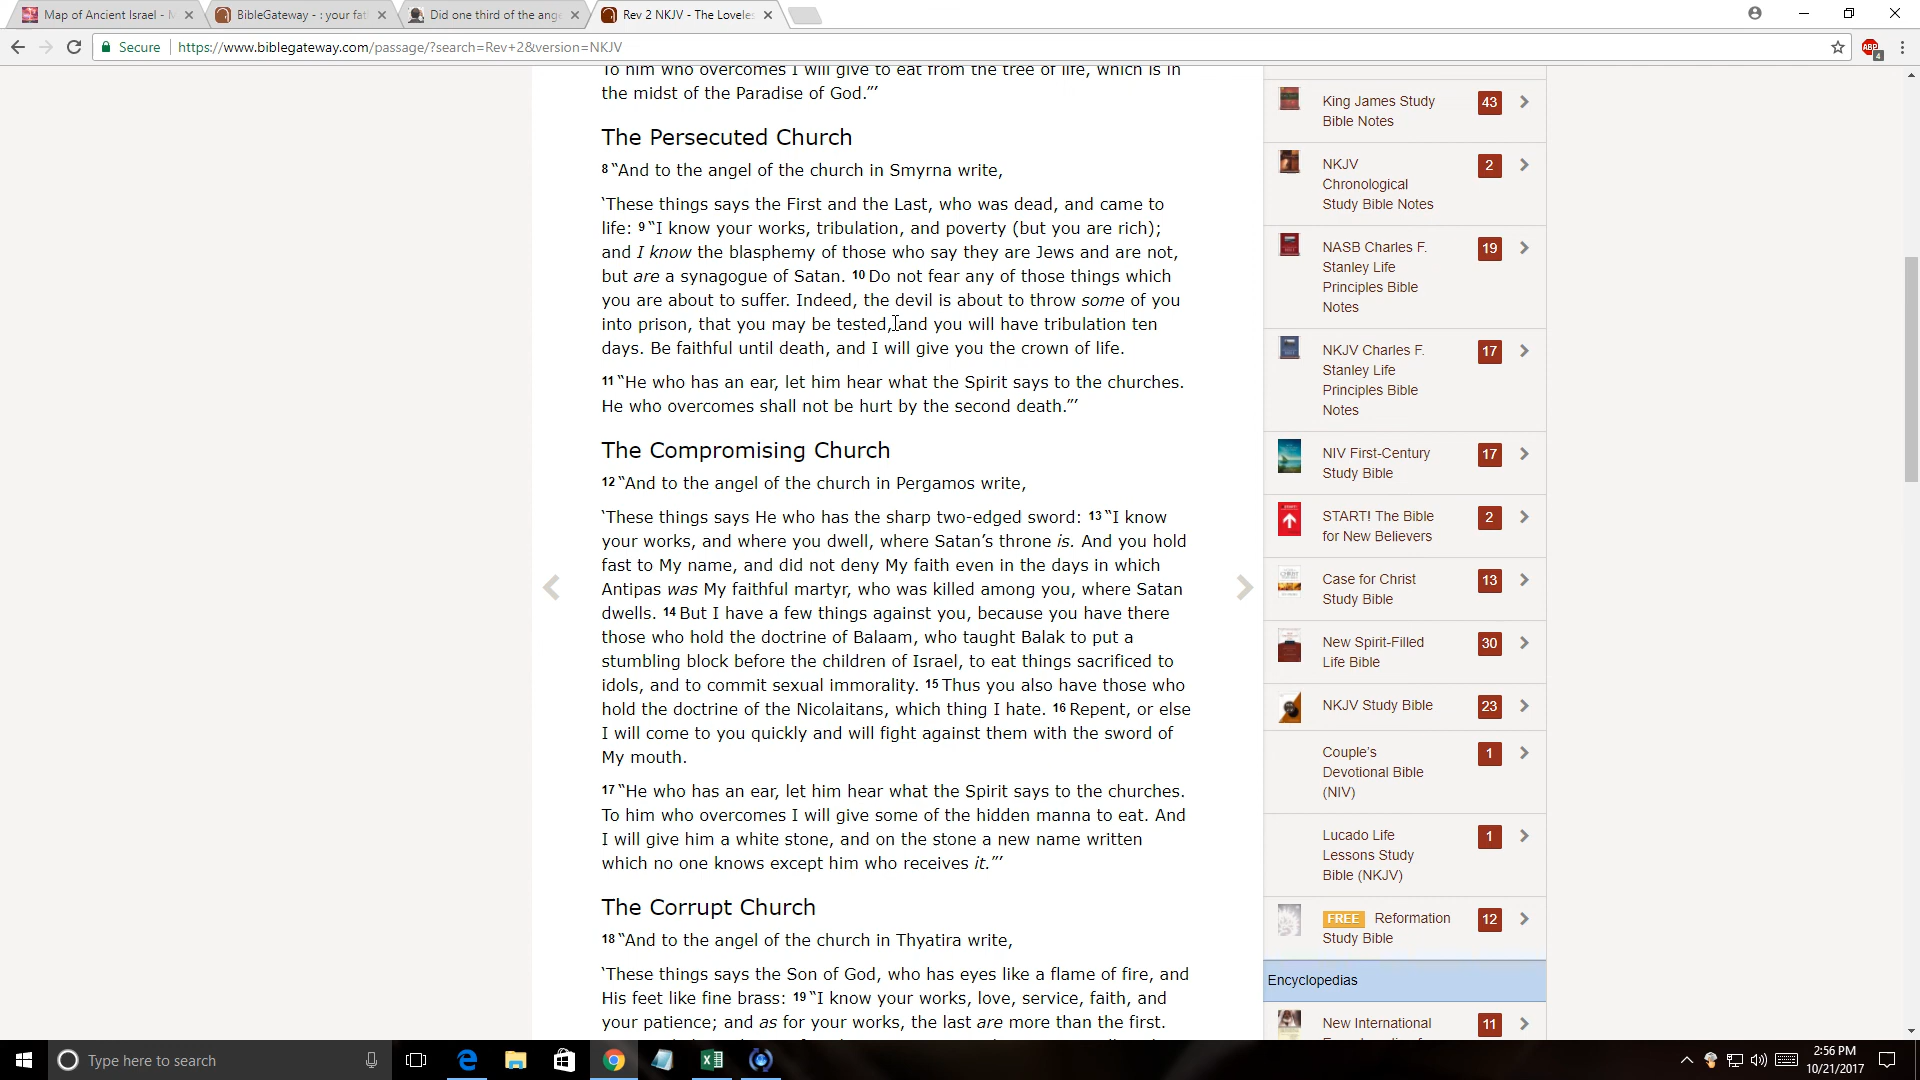 Map of Ancient Israel - M
BibleGateway - : your fat
Did one third of the ange
Rev 2 NKJV - The Loveles
Secure
https://www.biblegateway.com/passage/?search=Rev+2&version=NKJV
ABP
4
To him who overcomes I will give to eat from the tree of life, which is in
the midst of the Paradise of God.”’
The Persecuted Church
8 “And to the angel of the church in Smyrna write,
‘These things says the First and the Last, who was dead, and came to
life: 9 “I know your works, tribulation, and poverty (but you are rich);
and I know the blasphemy of those who say they are Jews and are not,
but are a synagogue of Satan. 10 Do not fear any of those things which
you are about to suffer. Indeed, the devil is about to throw some of you
into prison, that you may be tested, and you will have tribulation ten
days. Be faithful until death, and I will give you the crown of life.
11 “He who has an ear, let him hear what the Spirit says to the churches.
He who overcomes shall not be hurt by the second death.”’
The Compromising Church
12 “And to the angel of the church in Pergamos write,
‘These things says He who has the sharp two-edged sword: 13 “I know
your works, and where you dwell, where Satan’s throne is. And you hold
fast to My name, and did not deny My faith even in the days in which
Antipas was My faithful martyr, who was killed among you, where Satan
dwells. 14 But I have a few things against you, because you have there
those who hold the doctrine of Balaam, who taught Balak to put a
stumbling block before the children of Israel, to eat things sacrificed to
idols, and to commit sexual immorality. 15 Thus you also have those who
hold the doctrine of the Nicolaitans, which thing I hate. 16 Repent, or else
I will come to you quickly and will fight against them with the sword of
My mouth.
17 “He who has an ear, let him hear what the Spirit says to the churches.
To him who overcomes I will give some of the hidden manna to eat. And
I will give him a white stone, and on the stone a new name written
which no one knows except him who receives it.”’
The Corrupt Church
18 “And to the angel of the church in Thyatira write,
‘These things says the Son of God, who has eyes like a flame of fire, and
His feet like fine brass: 19 “I know your works, love, service, faith, and
your patience; and as for your works, the last are more than the first.
King James Study
Bible Notes
43
NKJV
Chronological
Study Bible Notes
2
NASB Charles F.
Stanley Life
Principles Bible
Notes
19
NKJV Charles F.
Stanley Life
Principles Bible
Notes
17
NIV First-Century
Study Bible
17
START! The Bible
for New Believers
2
Case for Christ
Study Bible
13
New Spirit-Filled
Life Bible
30
NKJV Study Bible
23
Couple’s
Devotional Bible
(NIV)
1
Lucado Life
Lessons Study
Bible (NKJV)
1
FREE Reformation
Study Bible
12
Encyclopedias
New International
11
Type here to search
2:56 PM
10/21/2017